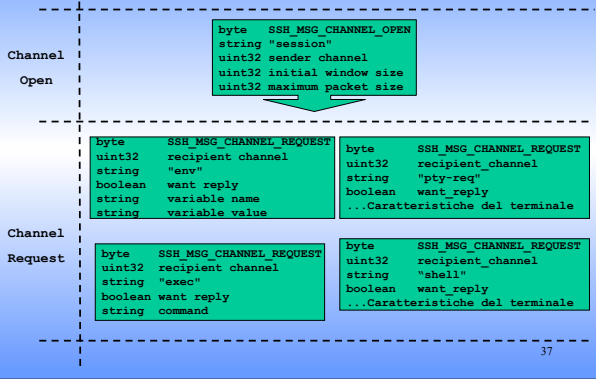 Channel
Open
byte SSH_MSG_CHANNEL_OPEN
string "session"
uint32 sender channel
uint32 initial window size
uint32 maximum packet size
Channel
Request
byte SSH_MSG_CHANNEL_REQUEST
uint32 recipient channel
string "env"
boolean want reply
string variable name
string variable value
byte SSH_MSG_CHANNEL_REQUEST
uint32 recipient_channel
string "pty-req"
boolean want_reply
...Caratteristiche del terminale
byte SSH_MSG_CHANNEL_REQUEST
uint32 recipient channel
string "exec"
boolean want reply
string command
byte SSH_MSG_CHANNEL_REQUEST
uint32 recipient_channel
string “shell"
boolean want_reply
...Caratteristiche del terminale
37